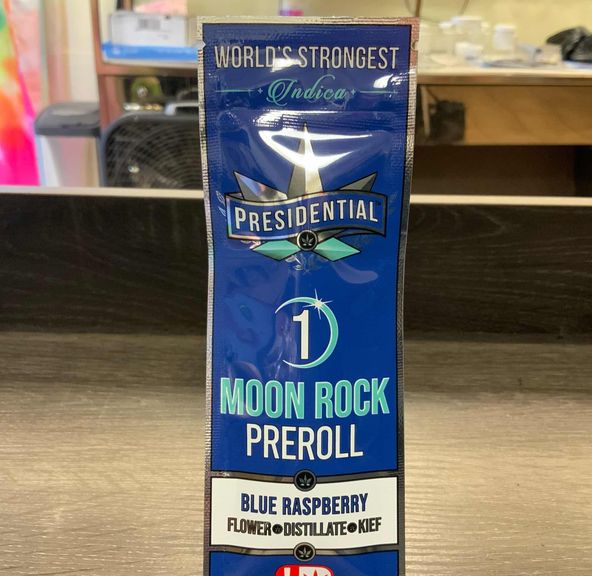 WORLD'S STRONGEST
Indica
PRESIDENTIAL
1
MOON ROCK
PREROLL
BLUE RASPBERRY
FLOWER•DISTILLATE•KIEF